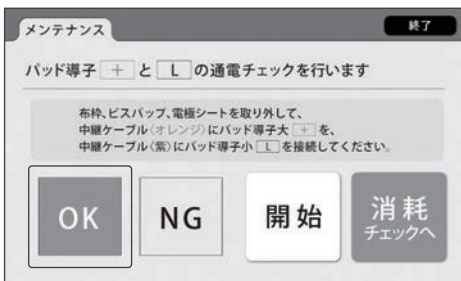 メンテナンス
終了
パッド導子 + と L の通電チェックを行います
布枠、ビスバップ、電極シートを取り外して、
中継ケーブル〈オレンジ〉にパッド導子大 + を、
中継ケーブル〈紫〉にパッド導子小 L を接続してください。
OK
NG
開始
消耗
チェックへ